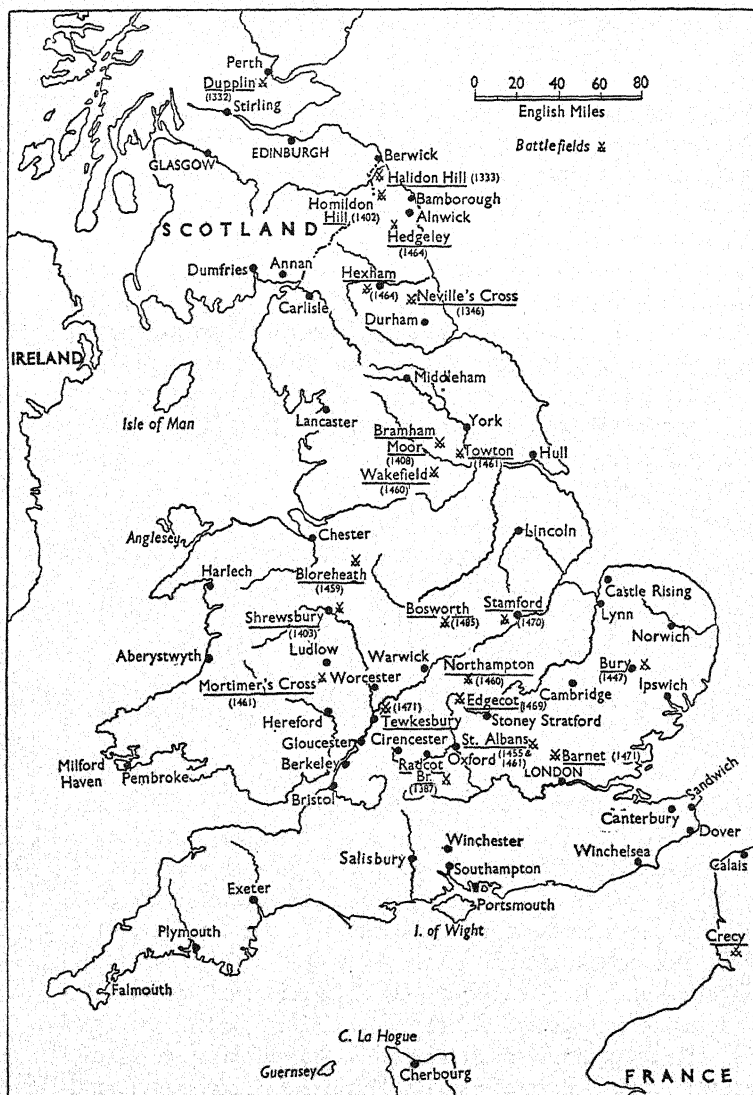 Perth
Dupplin
(1332)
Stirling
0 20 40 60 80
English Miles
Battlefields
EDINBURGH
GLASGOW
Berwick
Halidon Hill (1333)
Homildon
Hill (1402)
Bamborough
Alnwick
SCOTLAND
Hedgeley
(1464)
Dumfries
Annan
Carlisle
Hexham
(1464)
Neville's Cross
(1346)
Durham
IRELAND
Isle of Man
Middleham
Lancaster
York
Bramham
Moor
(1408)
Towton
(1461)
Hull
Wakefield
(1460)
Anglesey
Chester
Lincoln
Harlech
Bloreheath
(1459)
Castle Rising
Lynn
Shrewsbury
(1403)
Bosworth
(1485)
Stamford
(1470)
Norwich
Aberystwyth
Ludlow
Warwick
Northampton
(1460)
Bury
(1447)
Mortimer's Cross
(1461)
Worcester
Cambridge
Ipswich
(1471)
Tewkesbury
Edgecot (1469)
Stoney Stratford
Hereford
Gloucester
Cirencester
St. Albans
(1455 &
1461)
Barnet (1471)
Milford
Haven
Pembroke
Berkeley
Radcot
Br.
(1387)
Oxford
LONDON
Bristol
Sandwich
Canterbury
Dover
Winchester
Salisbury
Southampton
Winchelsea
Calais
Exeter
Portsmouth
Plymouth
I. of Wight
Crecy
Falmouth
C. La Hogue
Guernsey
Cherbourg
FRANCE